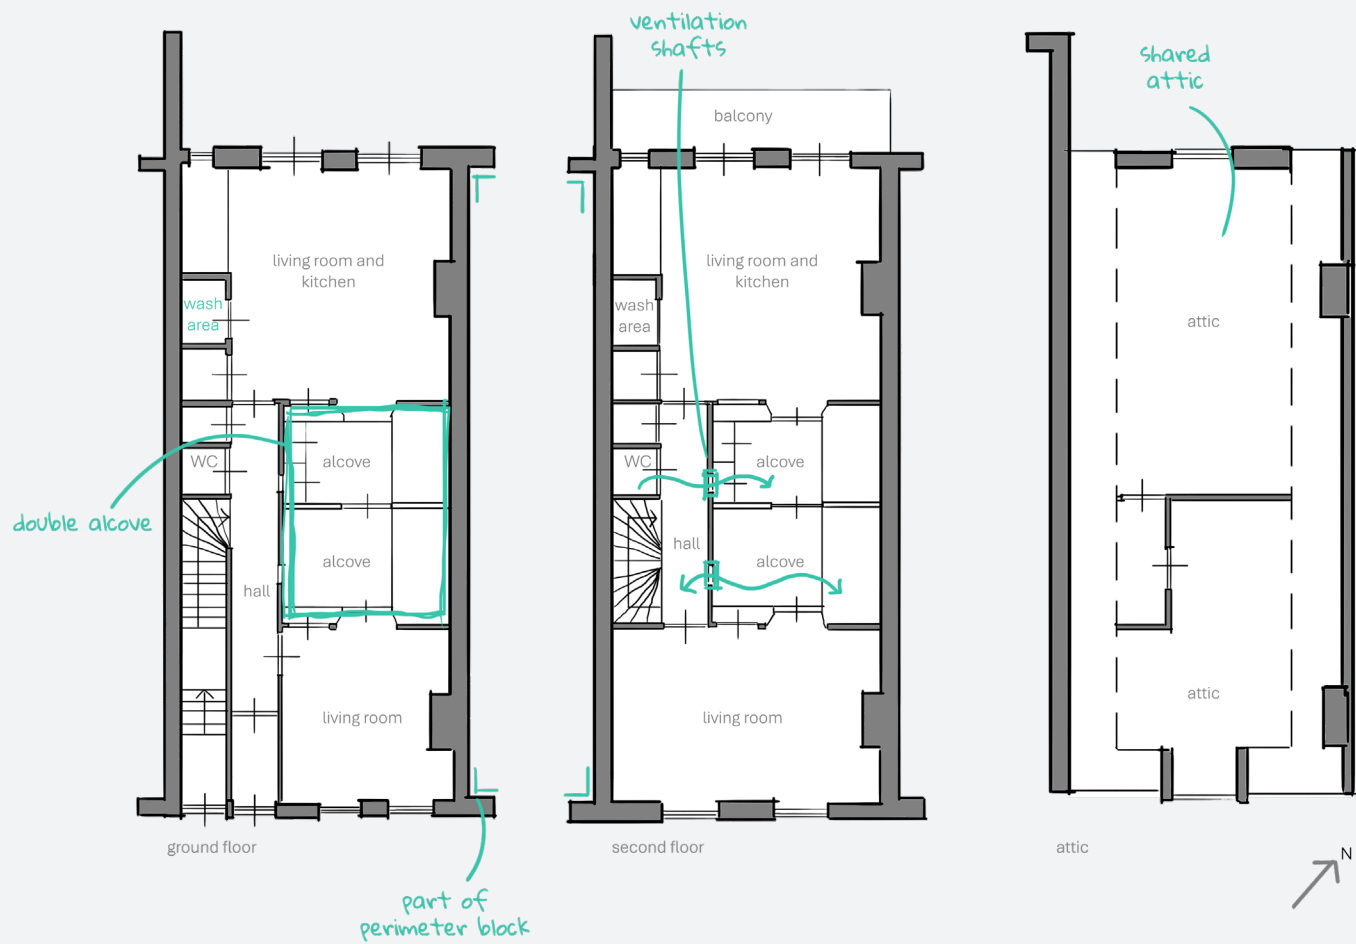 ventilation
shafts
shared
attic
balcony
living room and
kitchen
wash
area
WC
alcove
alcove
hall
living room
double alcove
living room and
kitchen
wash
area
WC
alcove
alcove
hall
living room
attic
attic
ground floor
second floor
attic
N
part of
perimeter block